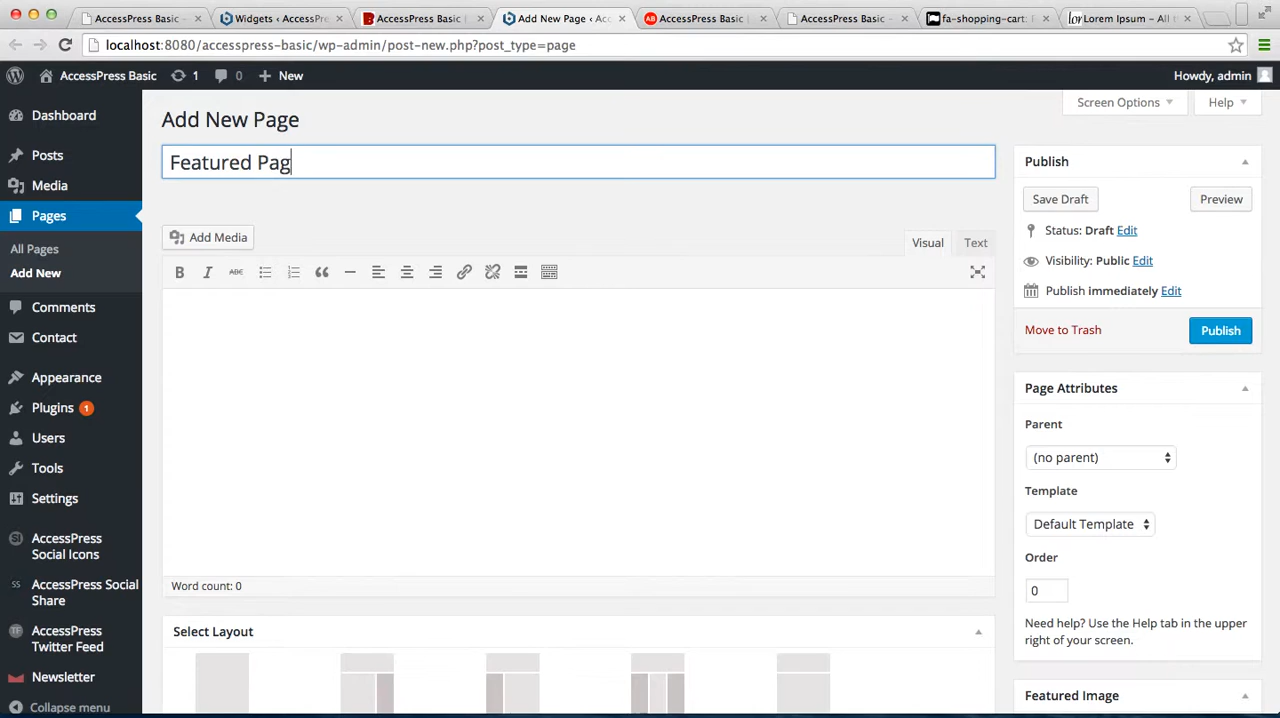 AccessPress Basic -
Widgets ‹ AccessPre
AccessPress Basic |
Add New Page ‹ Acc
AccessPress Basic |
AccessPress Basic -
fa-shopping-cart: F
Lorem Ipsum - All t
localhost:8080/accesspress-basic/wp-admin/post-new.php?post_type=page
AccessPress Basic 1 0 New Howdy, admin
Screen Options Help
Dashboard
Posts
Media
Pages
All Pages
Add New
Comments
Contact
Appearance
Plugins 1
Users
Tools
Settings
AccessPress
Social Icons
AccessPress Social
Share
AccessPress
Twitter Feed
Newsletter
Collapse menu
Add New Page
Featured Pag
Add Media
Visual Text
B I ABC
Word count: 0
Select Layout
Publish
Save Draft Preview
Status: Draft Edit
Visibility: Public Edit
Publish immediately Edit
Move to Trash Publish
Page Attributes
Parent
(no parent)
Template
Default Template
Order
0
Need help? Use the Help tab in the upper
right of your screen.
Featured Image